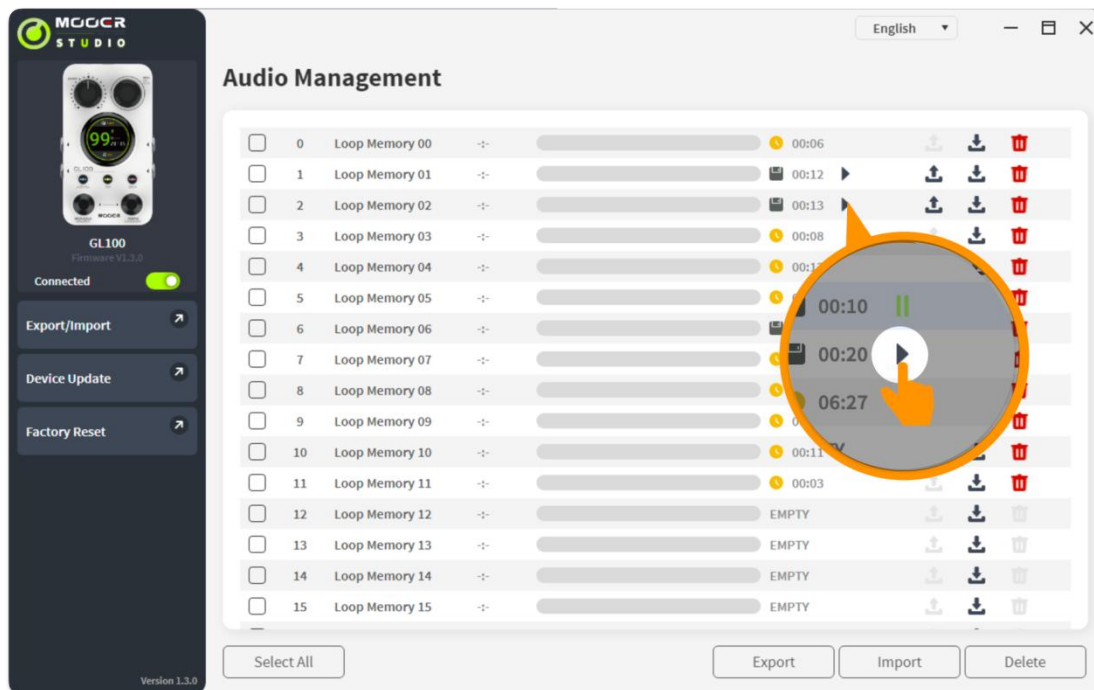 MOOER
STUDIO
English
Audio Management
GL100
Firmware V1.3.0
Connected
Export/Import
Device Update
Factory Reset
0 Loop Memory 00 -:- 00:06
1 Loop Memory 01 -:- 00:12
2 Loop Memory 02 -:- 00:13
3 Loop Memory 03 -:- 00:08
4 Loop Memory 04 -:-
5 Loop Memory 05 -:-
6 Loop Memory 06 -:-
7 Loop Memory 07 -:-
8 Loop Memory 08 -:-
9 Loop Memory 09 -:-
10 Loop Memory 10 -:- 00:11
11 Loop Memory 11 -:- 00:03
12 Loop Memory 12 -:- EMPTY
13 Loop Memory 13 -:- EMPTY
14 Loop Memory 14 -:- EMPTY
15 Loop Memory 15 -:- EMPTY
00:10
00:20
06:27
Select All
Export
Import
Delete
Version 1.3.0
99
GL100
MOOER